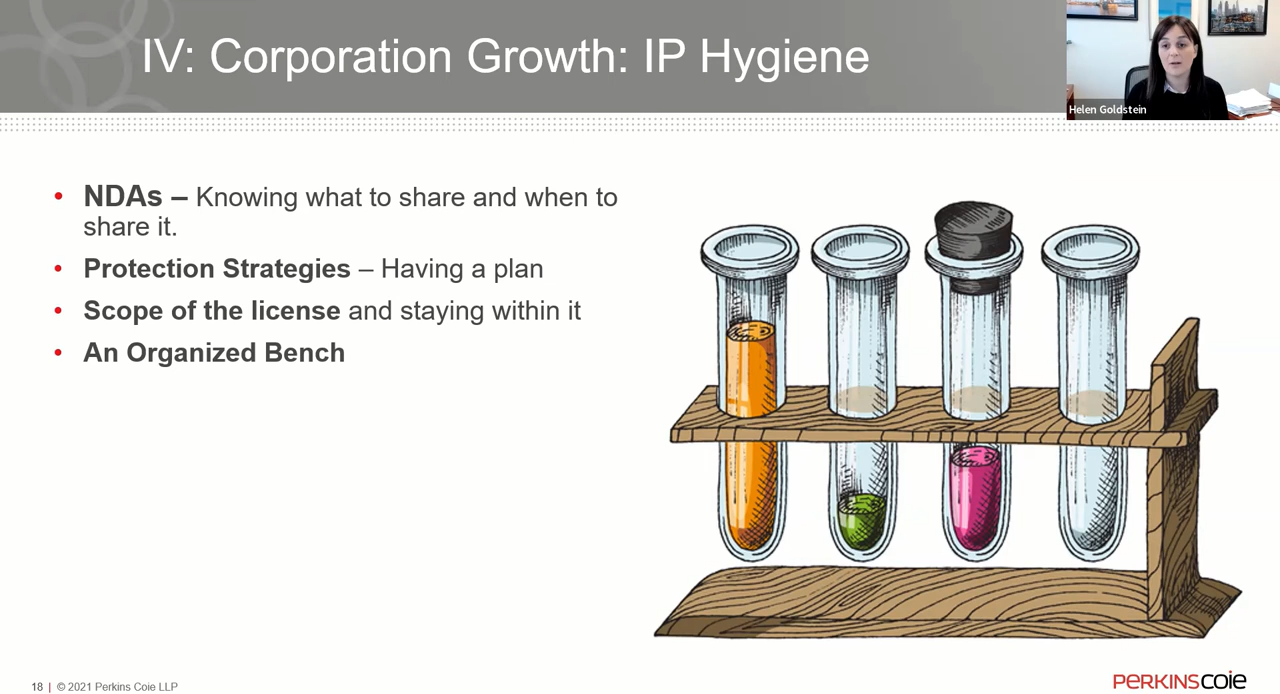 IV: Corporation Growth: IP Hygiene
Helen Goldstein
• NDAs – Knowing what to share and when to
share it.
• Protection Strategies – Having a plan
• Scope of the license and staying within it
• An Organized Bench
18 | © 2021 Perkins Coie LLP
PERKINSCOIE